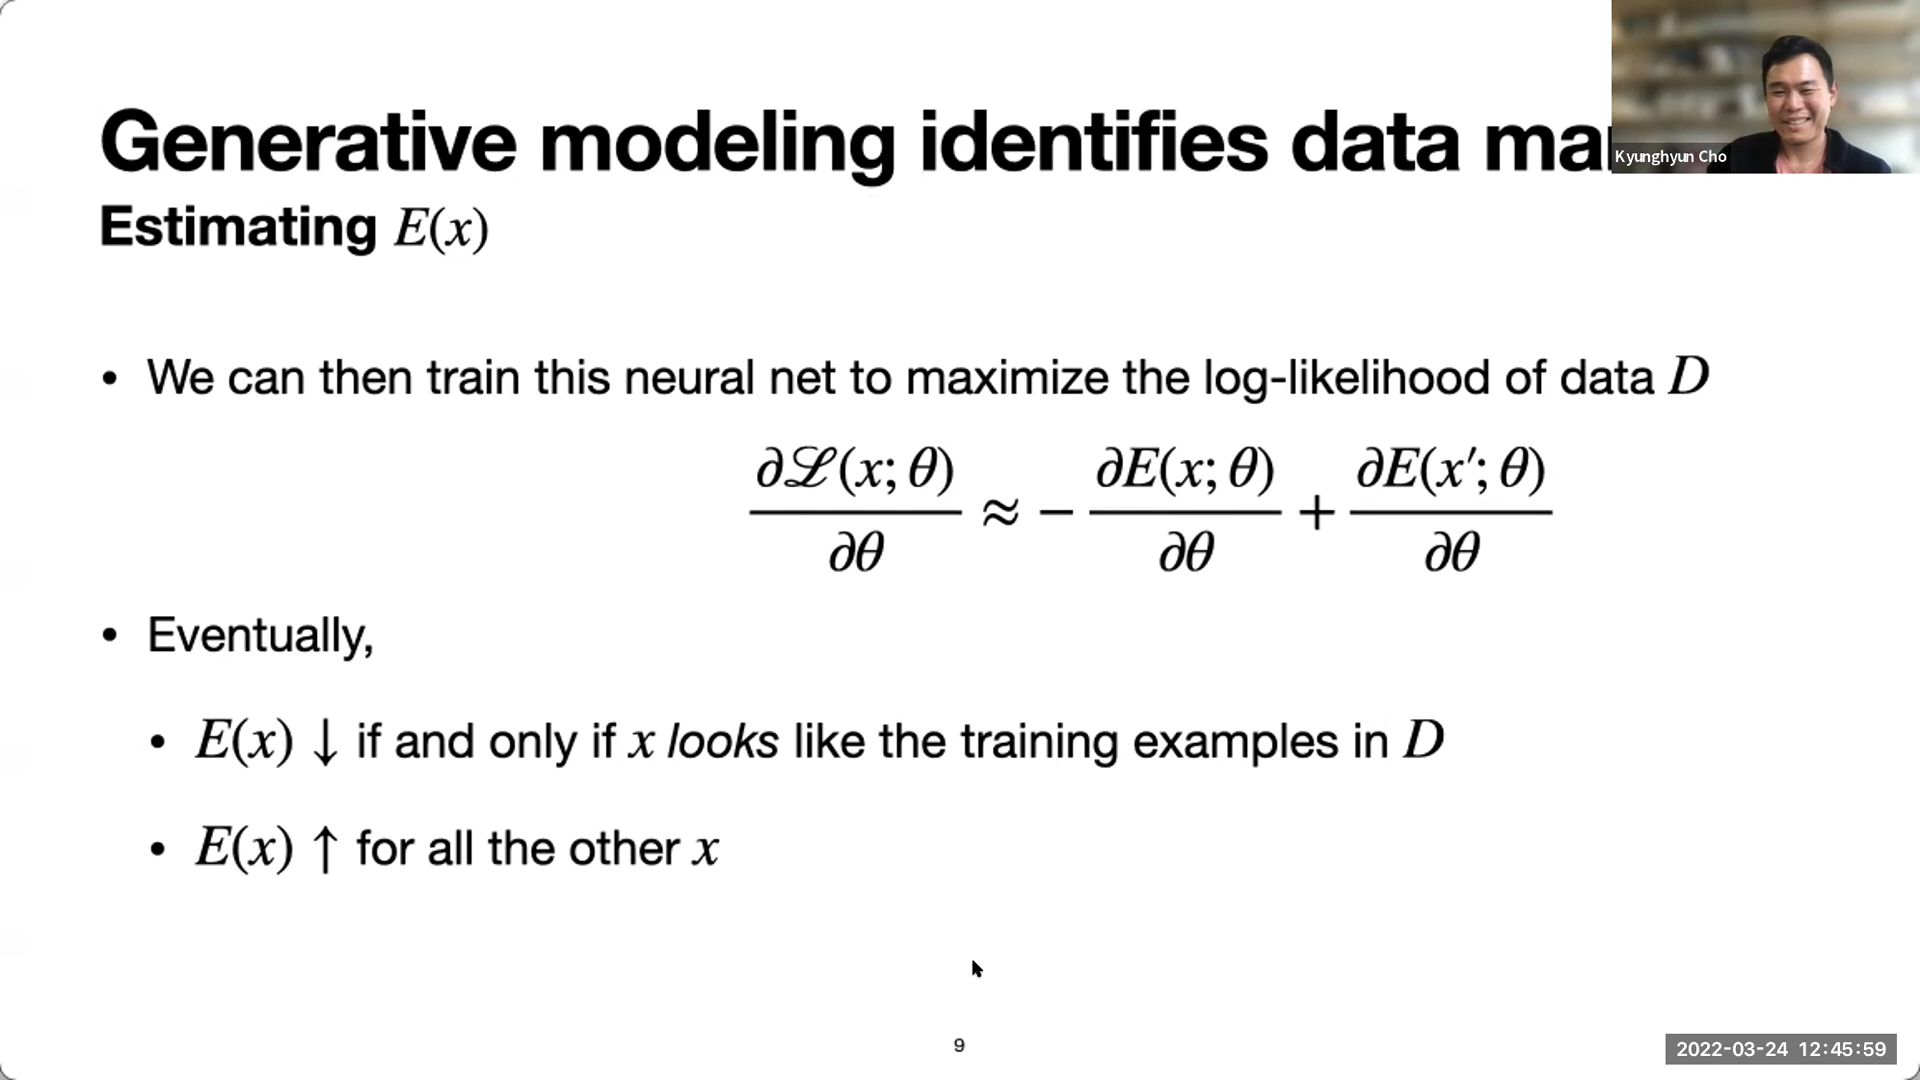 Generative modeling identifies data
Kyunghyun Cho
Estimating E(x)
• We can then train this neural net to maximize the log-likelihood of data D
∂ℒ(x; θ)/∂θ ≈ − ∂E(x; θ)/∂θ + ∂E(x′; θ)/∂θ
• Eventually,
• E(x) ↓ if and only if x looks like the training examples in D
• E(x) ↑ for all the other x
9
2022-03-24 12:45:59